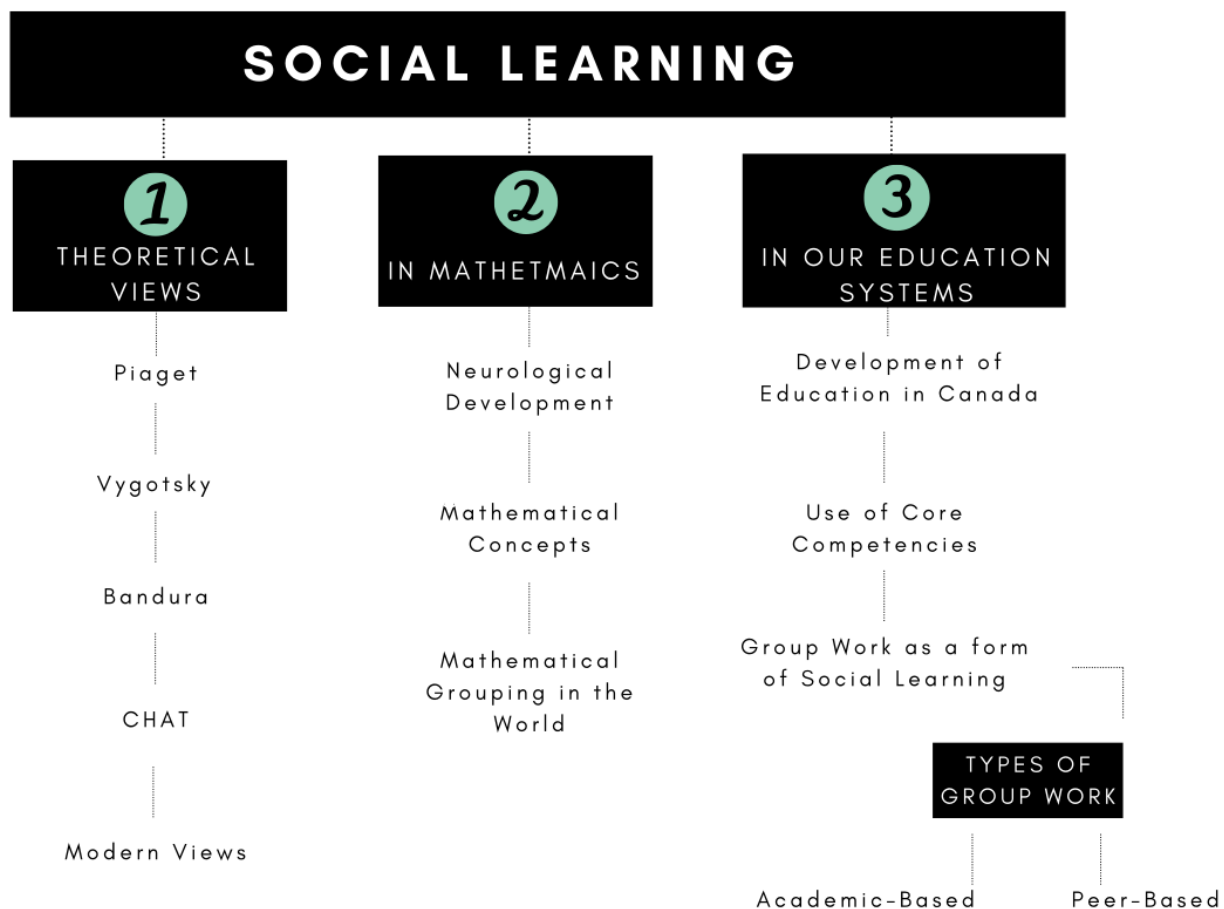 SOCIAL LEARNING
1
THEORETICAL
VIEWS
Piaget
Vygotsky
Bandura
CHAT
Modern Views
2
IN MATHETMAICS
Neurological
Development
Mathematical
Concepts
Mathematical
Grouping in the
World
3
IN OUR EDUCATION
SYSTEMS
Development of
Education in Canada
Use of Core
Competencies
Group Work as a form
of Social Learning
TYPES OF
GROUP WORK
Academic-Based
Peer-Based